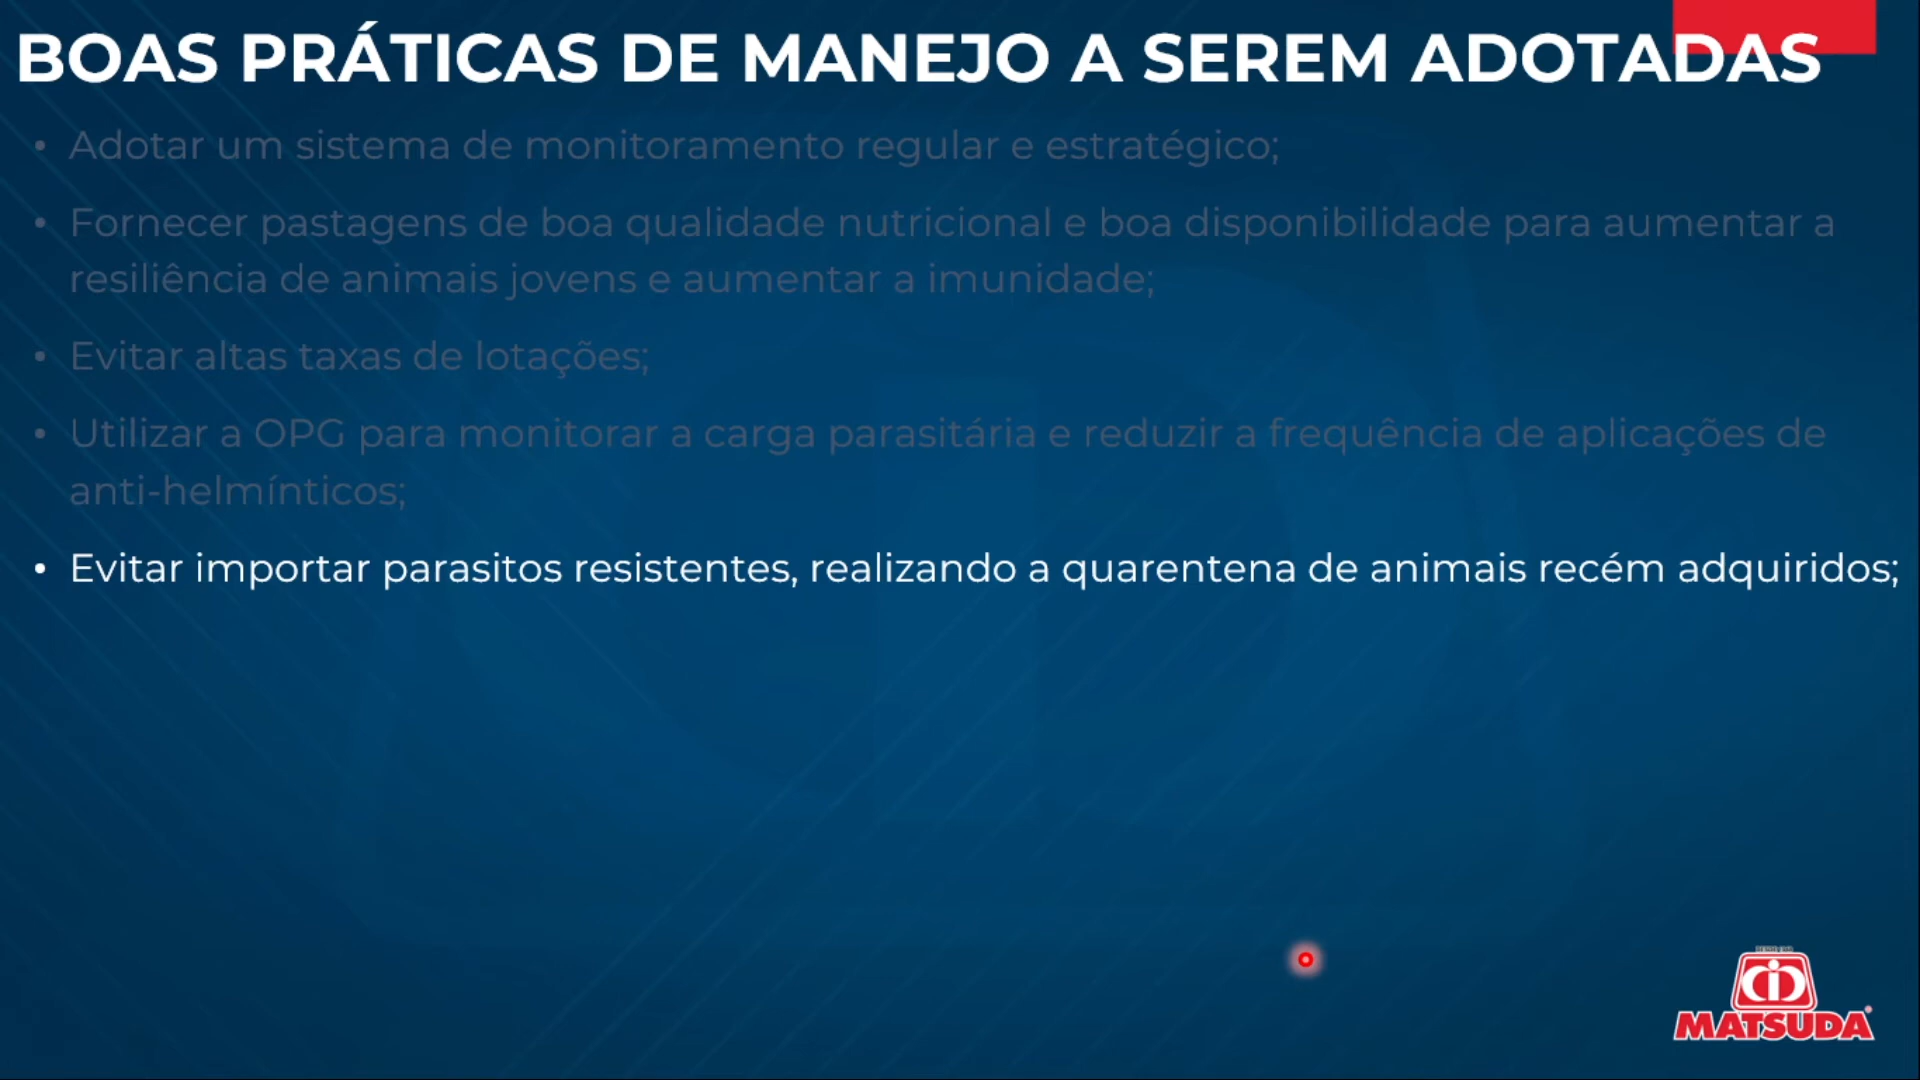 BOAS PRÁTICAS DE MANEJO A SEREM ADOTADAS
• Adotar um sistema de monitoramento regular e estratégico;
• Fornecer pastagens de boa qualidade nutricional e boa disponibilidade para aumentar a
resiliência de animais jovens e aumentar a imunidade;
• Evitar altas taxas de lotações;
• Utilizar a OPG para monitorar a carga parasitária e reduzir a frequência de aplicações de
anti-helmínticos;
• Evitar importar parasitos resistentes, realizando a quarentena de animais recém adquiridos;
MATSUDA